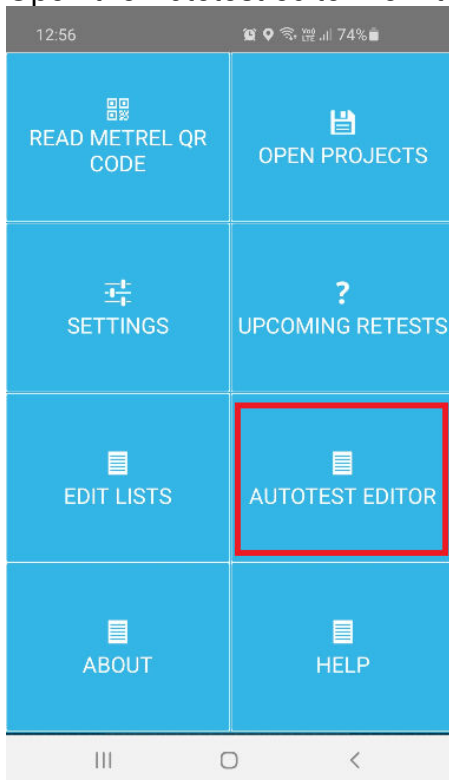 12:56 74%
READ METREL QR
CODE
OPEN PROJECTS
SETTINGS
UPCOMING RETESTS
EDIT LISTS
AUTOTEST EDITOR
ABOUT
HELP